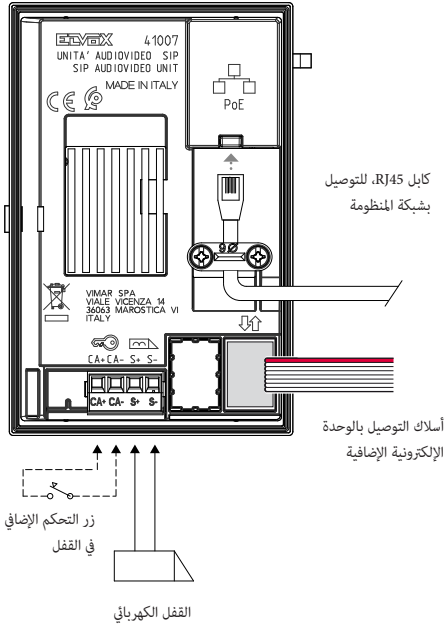 ELVOX 41007
UNITA' AUDIOVIDEO SIP
SIP AUDIOVIDEO UNIT
MADE IN ITALY
CE
PoE
كابل RJ45، للتوصيل
بشبكة المنظومة
VIMAR SPA
VIALE VICENZA 14
36063 MAROSTICA VI
ITALY
CA+ CA- S+ S-
CA+ CA- S+ S-
أسلاك التوصيل بالوحدة
الإلكترونية الإضافية
زر التحكم الإضافي
في القفل
القفل الكهربائي